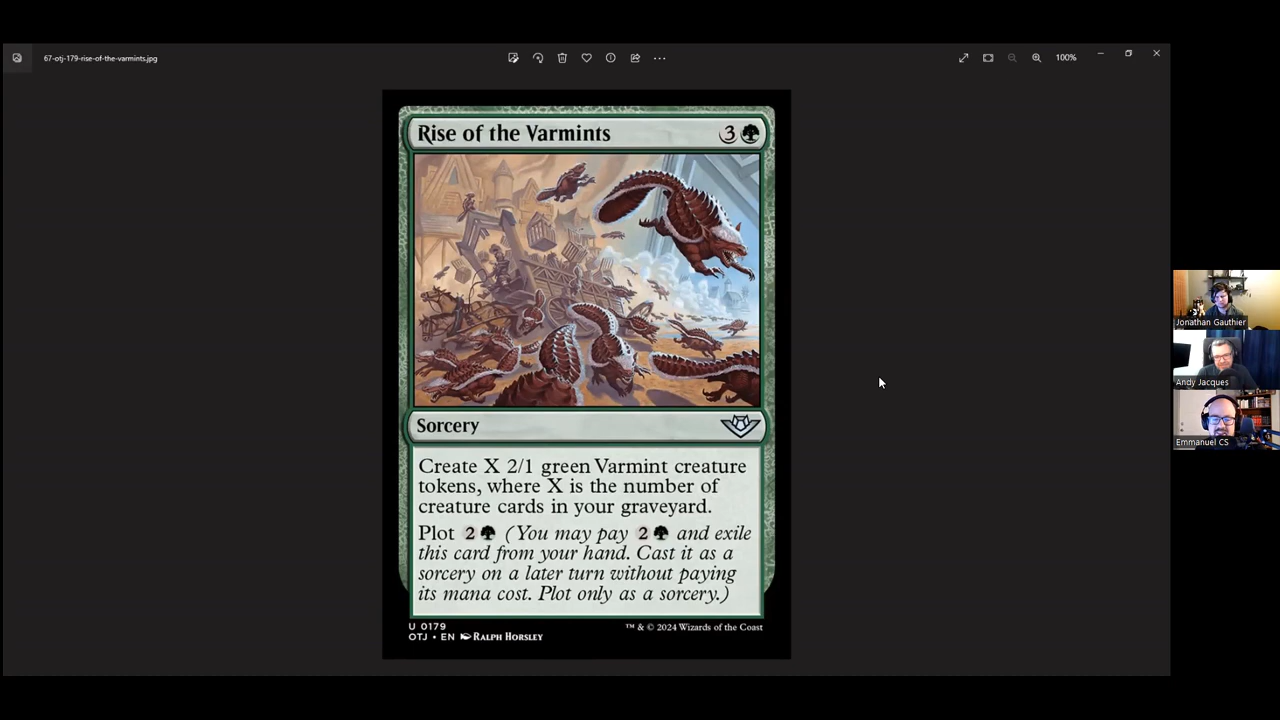 67-otj-179-rise-of-the-varmints.jpg
100%
Rise of the Varmints
3
Sorcery
Create X 2/1 green Varmint creature
tokens, where X is the number of
creature cards in your graveyard.
Plot 2 (You may pay 2 and exile
this card from your hand. Cast it as a
sorcery on a later turn without paying
its mana cost. Plot only as a sorcery.)
U 0179
OTJ • EN Ralph Horsley
™ & © 2024 Wizards of the Coast
Jonathan Gauthier
Andy Jacques
Emmanuel CS